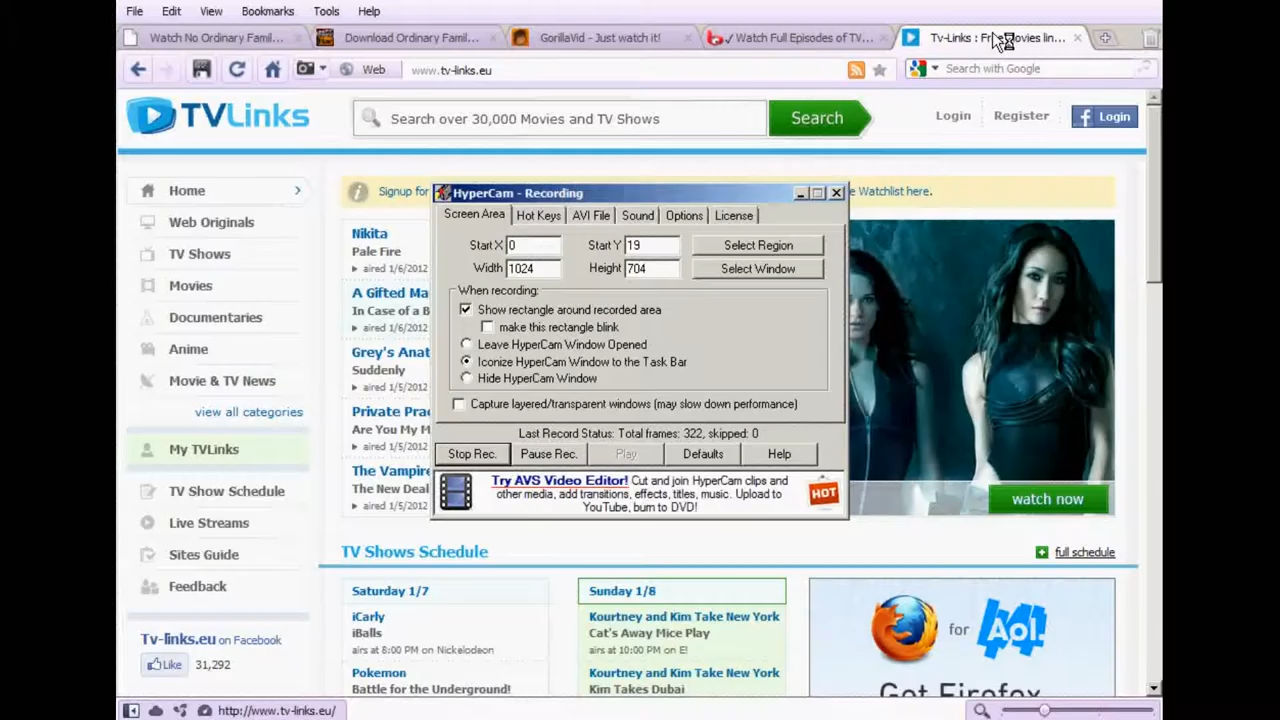 File Edit View Bookmarks Tools Help
Watch No Ordinary Famil... Download Ordinary Famil... GorillaVid - Just watch it! ✓ Watch Full Episodes of TV... Tv-Links : Free Movies lin...
Web www.tv-links.eu Search with Google
TVLinks Search over 30,000 Movies and TV Shows Search Login Register f Login
Home
Web Originals
TV Shows
Movies
Documentaries
Anime
Movie & TV News
view all categories
My TVLinks
TV Show Schedule
Live Streams
Sites Guide
Feedback
Tv-links.eu on Facebook
Like 31,292
Signup for
e Watchlist here.
Nikita
Pale Fire
aired 1/6/2012
A Gifted Ma
In Case of a B
aired 1/6/2012
Grey's Anat
Suddenly
aired 1/5/2012
Private Prac
Are You My M
aired 1/5/2012
The Vampire
The New Deal
aired 1/5/2012
HyperCam - Recording
Screen Area Hot Keys AVI File Sound Options License
Start X 0 Start Y 19 Select Region
Width 1024 Height 704 Select Window
When recording:
Show rectangle around recorded area
make this rectangle blink
Leave HyperCam Window Opened
Iconize HyperCam Window to the Task Bar
Hide HyperCam Window
Capture layered/transparent windows (may slow down performance)
Last Record Status: Total frames: 322, skipped: 0
Stop Rec. Pause Rec. Play Defaults Help
Try AVS Video Editor! Cut and join HyperCam clips and
other media, add transitions, effects, titles, music. Upload to
YouTube, burn to DVD!
HOT
watch now
TV Shows Schedule full schedule
Saturday 1/7
iCarly
iBalls
airs at 8:00 PM on Nickelodeon
Pokemon
Battle for the Underground!
Sunday 1/8
Kourtney and Kim Take New York
Cat's Away Mice Play
airs at 10:00 PM on E!
Kourtney and Kim Take New York
Kim Takes Dubai
for Aol.
Get Firefox
http://www.tv-links.eu/